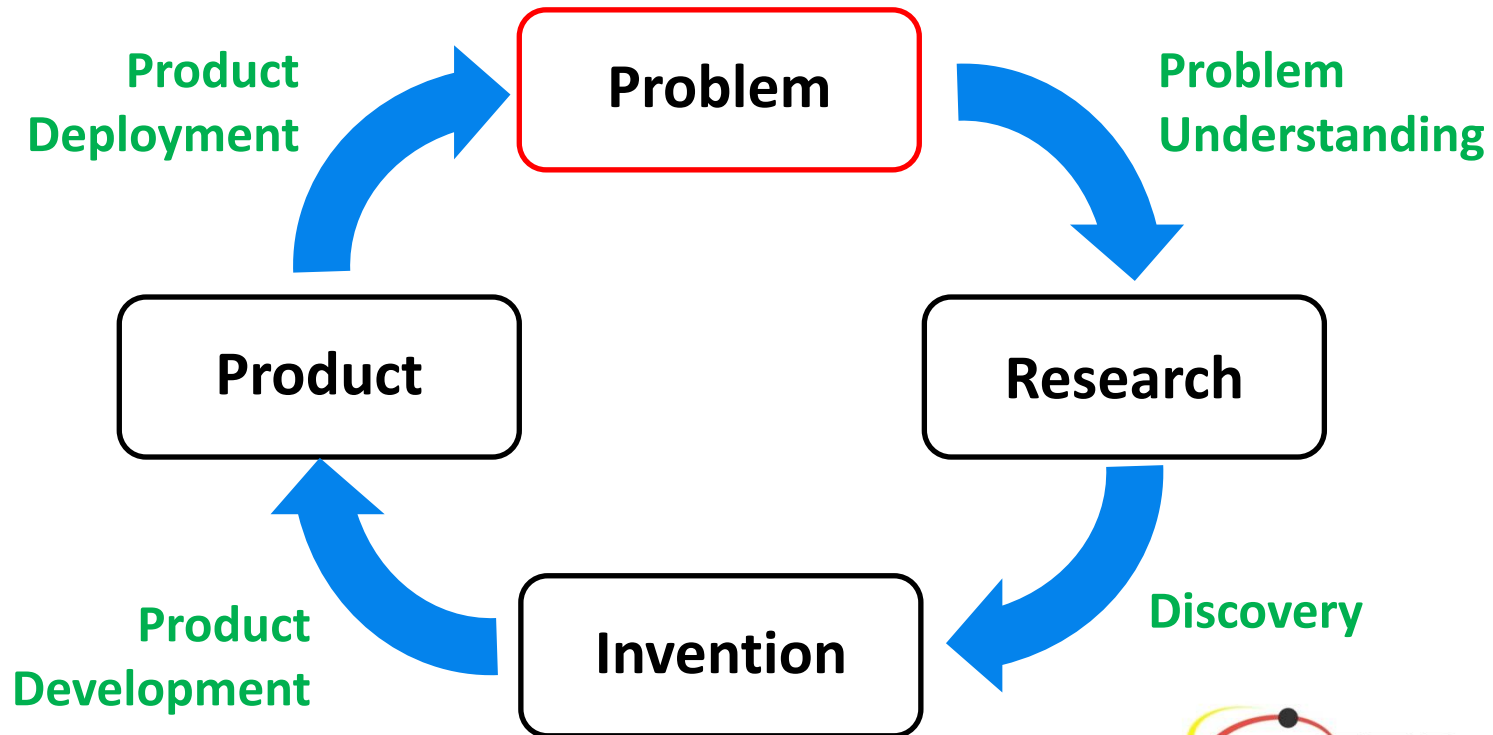 Problem
Product
Deployment
Problem
Understanding
Product
Research
Product
Development
Invention
Discovery